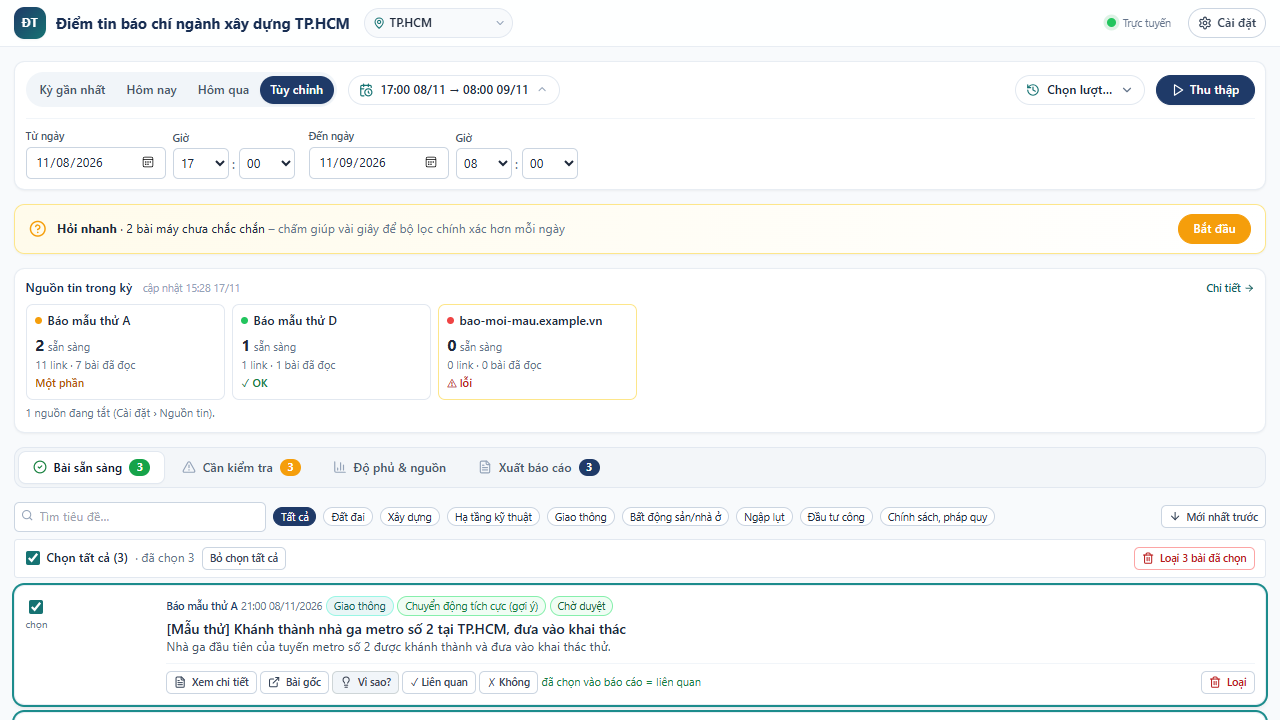 ĐT Điểm tin báo chí ngành xây dựng TP.HCM TP.HCM Trực tuyến Cài đặt
Kỳ gần nhất Hôm nay Hôm qua Tùy chỉnh 17:00 08/11 → 08:00 09/11 Chọn lượt... Thu thập
Từ ngày Giờ Đến ngày Giờ
11/08/2026 17 : 00 11/09/2026 08 : 00
Hỏi nhanh · 2 bài máy chưa chắc chắn – chấm giúp vài giây để bộ lọc chính xác hơn mỗi ngày Bắt đầu
Nguồn tin trong kỳ cập nhật 15:28 17/11 Chi tiết →
Báo mẫu thử A Báo mẫu thử D bao-moi-mau.example.vn
2 sẵn sàng 1 sẵn sàng 0 sẵn sàng
11 link · 7 bài đã đọc 1 link · 1 bài đã đọc 0 link · 0 bài đã đọc
Một phần ✓ OK ⚠ lỗi
1 nguồn đang tắt (Cài đặt › Nguồn tin).
Bài sẵn sàng 3 Cần kiểm tra 3 Độ phủ & nguồn Xuất báo cáo 3
Tìm tiêu đề... Tất cả Đất đai Xây dựng Hạ tầng kỹ thuật Giao thông Bất động sản/nhà ở Ngập lụt Đầu tư công Chính sách, pháp quy ↓ Mới nhất trước
Chọn tất cả (3) · đã chọn 3 Bỏ chọn tất cả Loại 3 bài đã chọn
Báo mẫu thử A 21:00 08/11/2026 Giao thông Chuyển động tích cực (gợi ý) Chờ duyệt
chọn
[Mẫu thử] Khánh thành nhà ga metro số 2 tại TP.HCM, đưa vào khai thác
Nhà ga đầu tiên của tuyến metro số 2 được khánh thành và đưa vào khai thác thử.
Xem chi tiết Bài gốc Vì sao? ✓ Liên quan ✗ Không đã chọn vào báo cáo = liên quan Loại